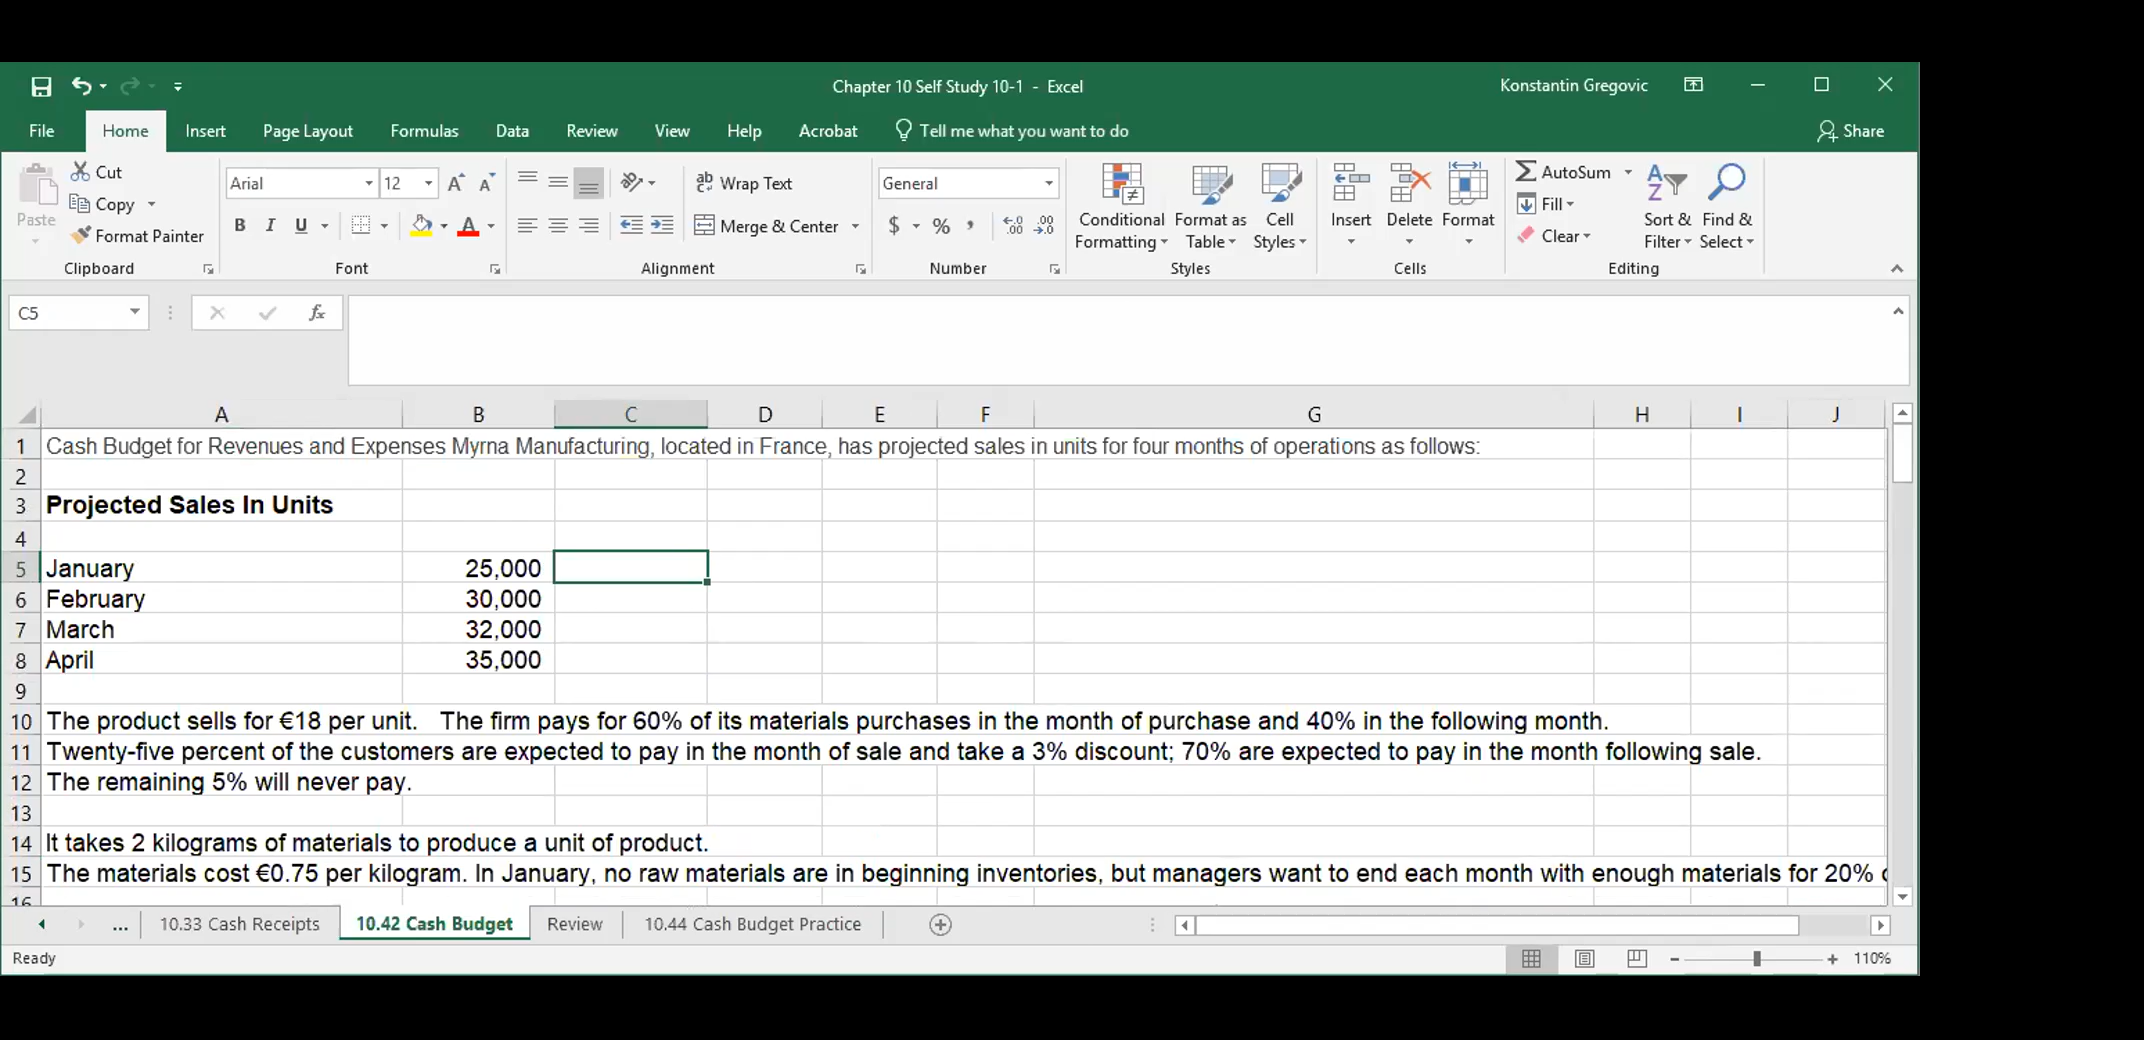 Chapter 10 Self Study 10-1 - Excel
Konstantin Gregovic
File Home Insert Page Layout Formulas Data Review View Help Acrobat Tell me what you want to do Share
Paste
Cut
Copy
Format Painter
Clipboard
Arial 12
B I U
Font
Wrap Text
Merge & Center
Alignment
General
$ % ,
Number
Conditional Formatting
Format as Table
Cell Styles
Styles
Insert Delete Format
Cells
AutoSum
Fill
Clear
Sort & Filter
Find & Select
Editing
C5 fx
A B C D E F G H I J
1 Cash Budget for Revenues and Expenses Myrna Manufacturing, located in France, has projected sales in units for four months of operations as follows:
2
3 Projected Sales In Units
4
5 January 25,000
6 February 30,000
7 March 32,000
8 April 35,000
9
10 The product sells for €18 per unit. The firm pays for 60% of its materials purchases in the month of purchase and 40% in the following month.
11 Twenty-five percent of the customers are expected to pay in the month of sale and take a 3% discount; 70% are expected to pay in the month following sale.
12 The remaining 5% will never pay.
13
14 It takes 2 kilograms of materials to produce a unit of product.
15 The materials cost €0.75 per kilogram. In January, no raw materials are in beginning inventories, but managers want to end each month with enough materials for 20%
16
... 10.33 Cash Receipts 10.42 Cash Budget Review 10.44 Cash Budget Practice
Ready
110%